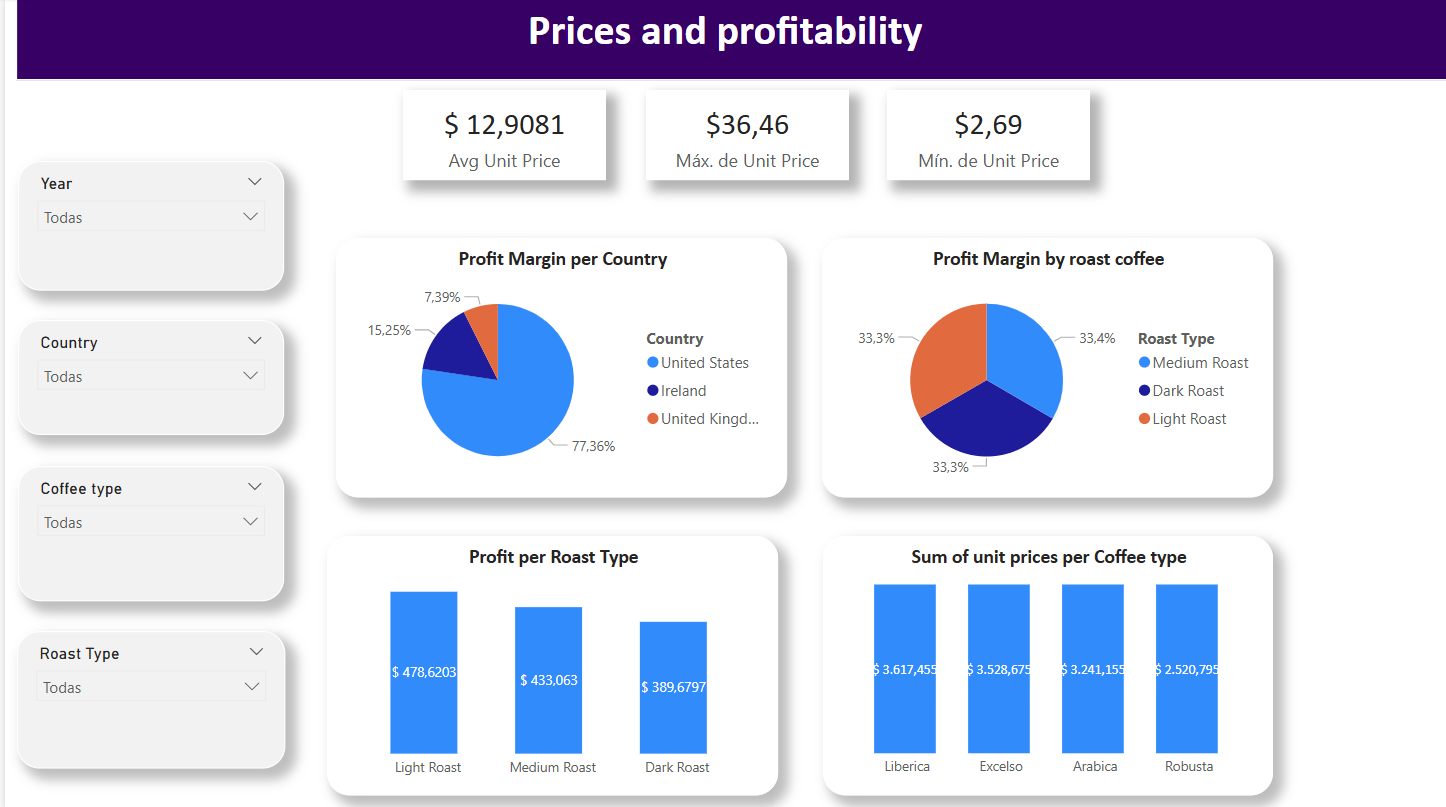 Prices and profitability
$ 12,9081
Avg Unit Price
$36,46
Máx. de Unit Price
$2,69
Mín. de Unit Price
Year
Todas
Country
Todas
Coffee type
Todas
Roast Type
Todas
Profit Margin per Country
7,39%
15,25%
77,36%
Country
United States
Ireland
United Kingd...
Profit Margin by roast coffee
33,3%
33,4%
33,3%
Roast Type
Medium Roast
Dark Roast
Light Roast
Profit per Roast Type
$ 478,6203
$ 433,063
$ 389,6797
Light Roast
Medium Roast
Dark Roast
Sum of unit prices per Coffee type
$ 3.617,455
$ 3.528,675
$ 3.241,155
$ 2.520,795
Liberica
Excelso
Arabica
Robusta